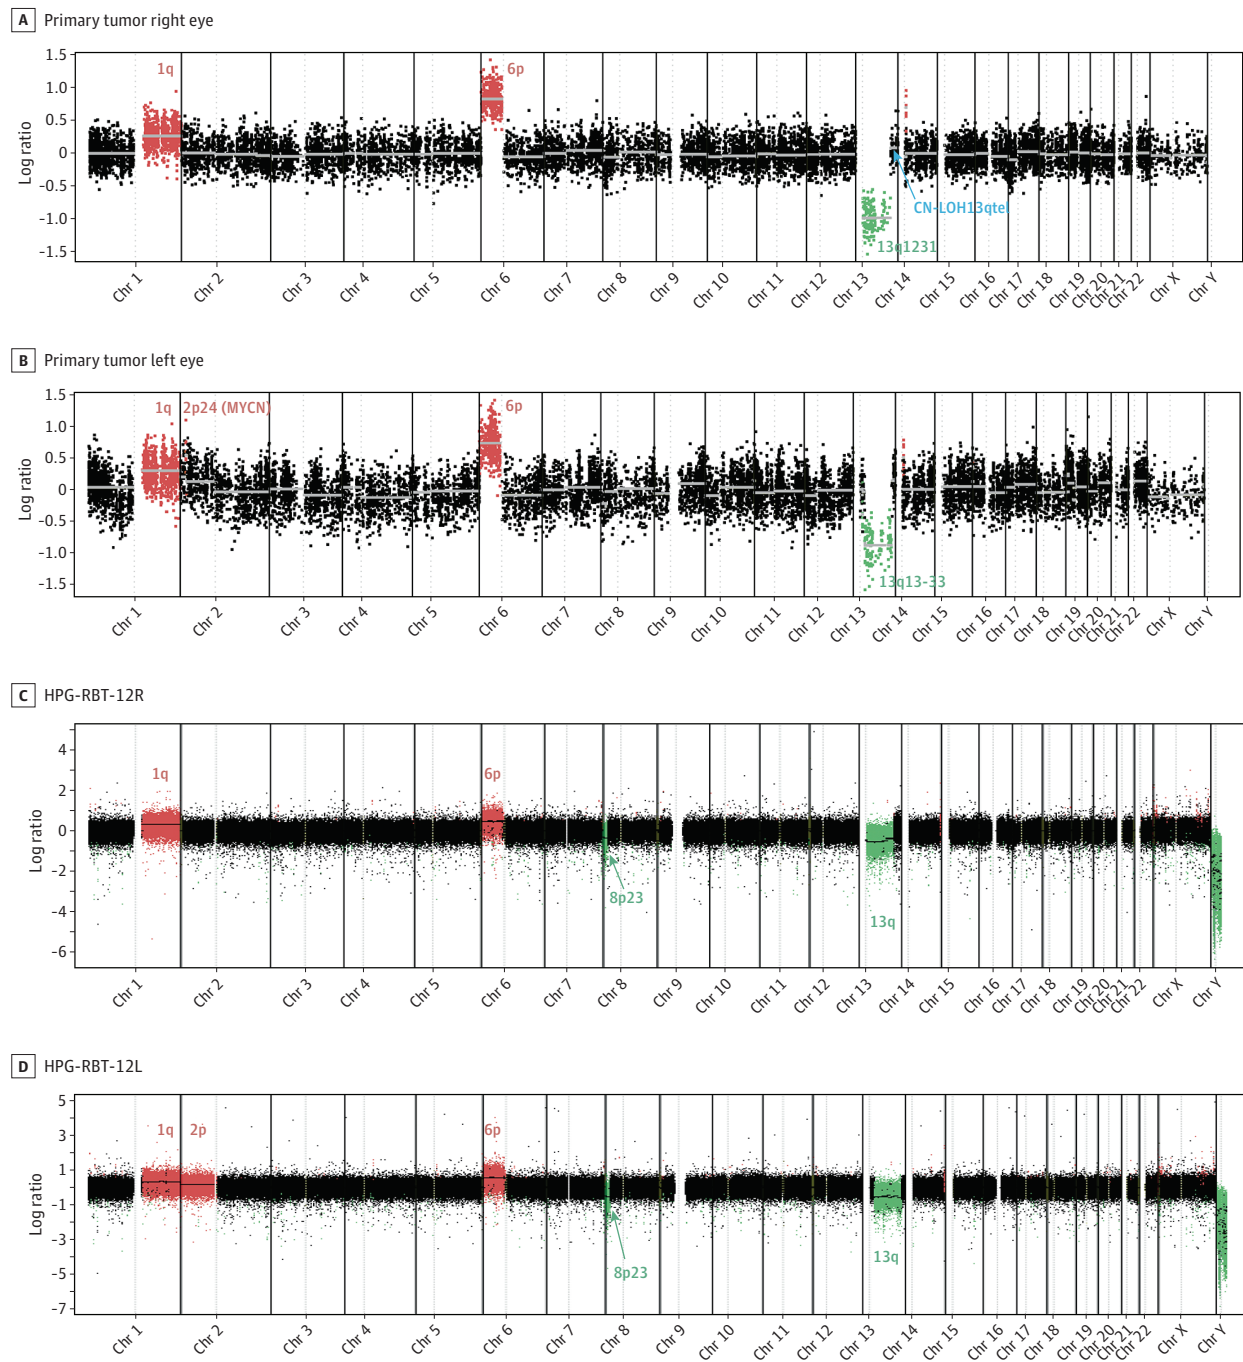 A Primary tumor right eye
1.5
1.0
0.5
0
-0.5
-1.0
-1.5
Log ratio
1q
6p
CN-LOH13qtel
13q1231
Chr 1 Chr 2 Chr 3 Chr 4 Chr 5 Chr 6 Chr 7 Chr 8 Chr 9 Chr 10 Chr 11 Chr 12 Chr 13 Chr 14 Chr 15 Chr 16 Chr 17 Chr 18 Chr 19 Chr 20 Chr 21 Chr 22 Chr X Chr Y
B Primary tumor left eye
1.5
1.0
0.5
0
-0.5
-1.0
-1.5
Log ratio
1q 2p24 (MYCN) 6p
13q13-33
Chr 1 Chr 2 Chr 3 Chr 4 Chr 5 Chr 6 Chr 7 Chr 8 Chr 9 Chr 10 Chr 11 Chr 12 Chr 13 Chr 14 Chr 15 Chr 16 Chr 17 Chr 18 Chr 19 Chr 20 Chr 21 Chr 22 Chr X Chr Y
C HPG-RBT-12R
4
2
0
-2
-4
-6
Log ratio
1q 6p
8p23
13q
Chr 1 Chr 2 Chr 3 Chr 4 Chr 5 Chr 6 Chr 7 Chr 8 Chr 9 Chr 10 Chr 11 Chr 12 Chr 13 Chr 14 Chr 15 Chr 16 Chr 17 Chr 18 Chr 19 Chr 20 Chr 21 Chr 22 Chr X Chr Y
D HPG-RBT-12L
5
3
1
-1
-3
-5
-7
Log ratio
1q 2p 6p
13q
8p23
Chr 1 Chr 2 Chr 3 Chr 4 Chr 5 Chr 6 Chr 7 Chr 8 Chr 9 Chr 10 Chr 11 Chr 12 Chr 13 Chr 14 Chr 15 Chr 16 Chr 17 Chr 18 Chr 19 Chr 20 Chr 21 Chr 22 Chr X Chr Y